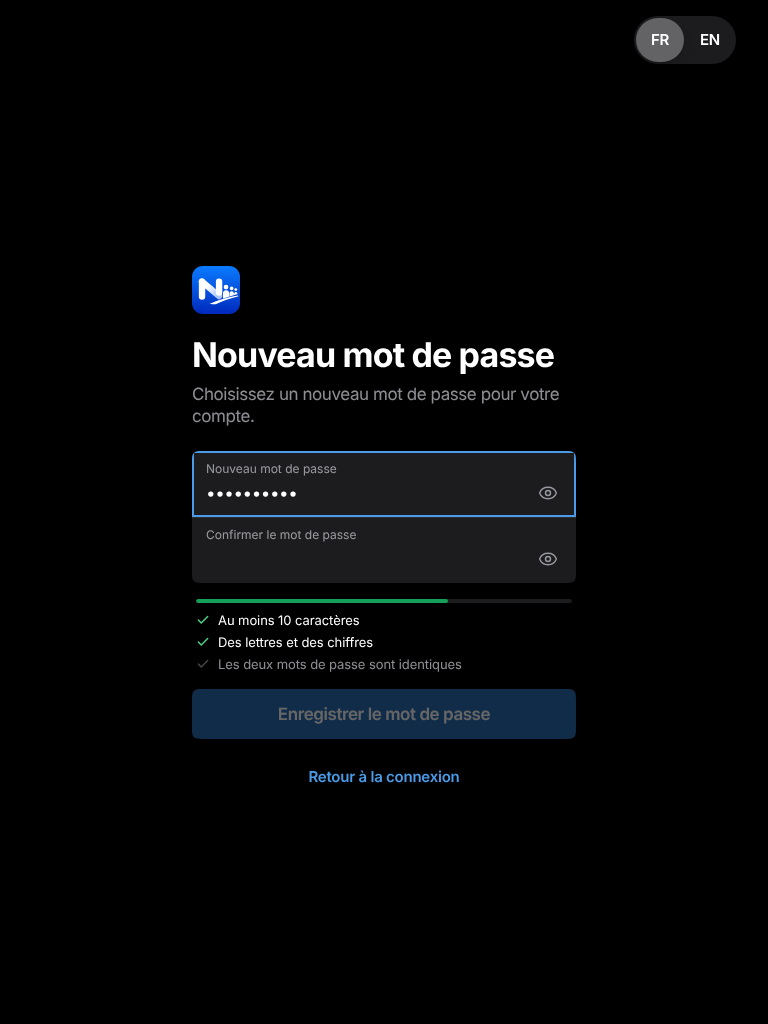 FR EN
Nouveau mot de passe
Choisissez un nouveau mot de passe pour votre
compte.
Nouveau mot de passe
••••••••••
Confirmer le mot de passe
Au moins 10 caractères
Des lettres et des chiffres
Les deux mots de passe sont identiques
Enregistrer le mot de passe
Retour à la connexion